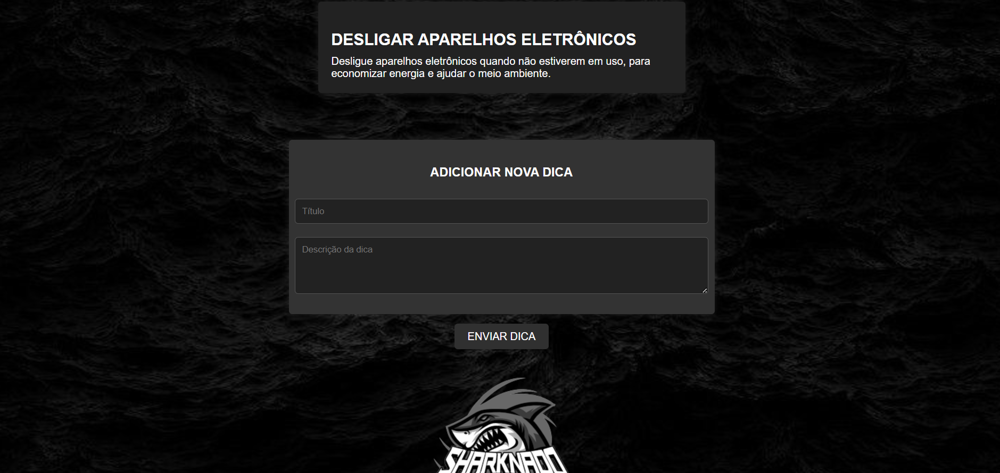 DESLIGAR APARELHOS ELETRÔNICOS
Desligue aparelhos eletrônicos quando não estiverem em uso, para
economizar energia e ajudar o meio ambiente.
ADICIONAR NOVA DICA
Título
Descrição da dica
ENVIAR DICA
SHARKNADO